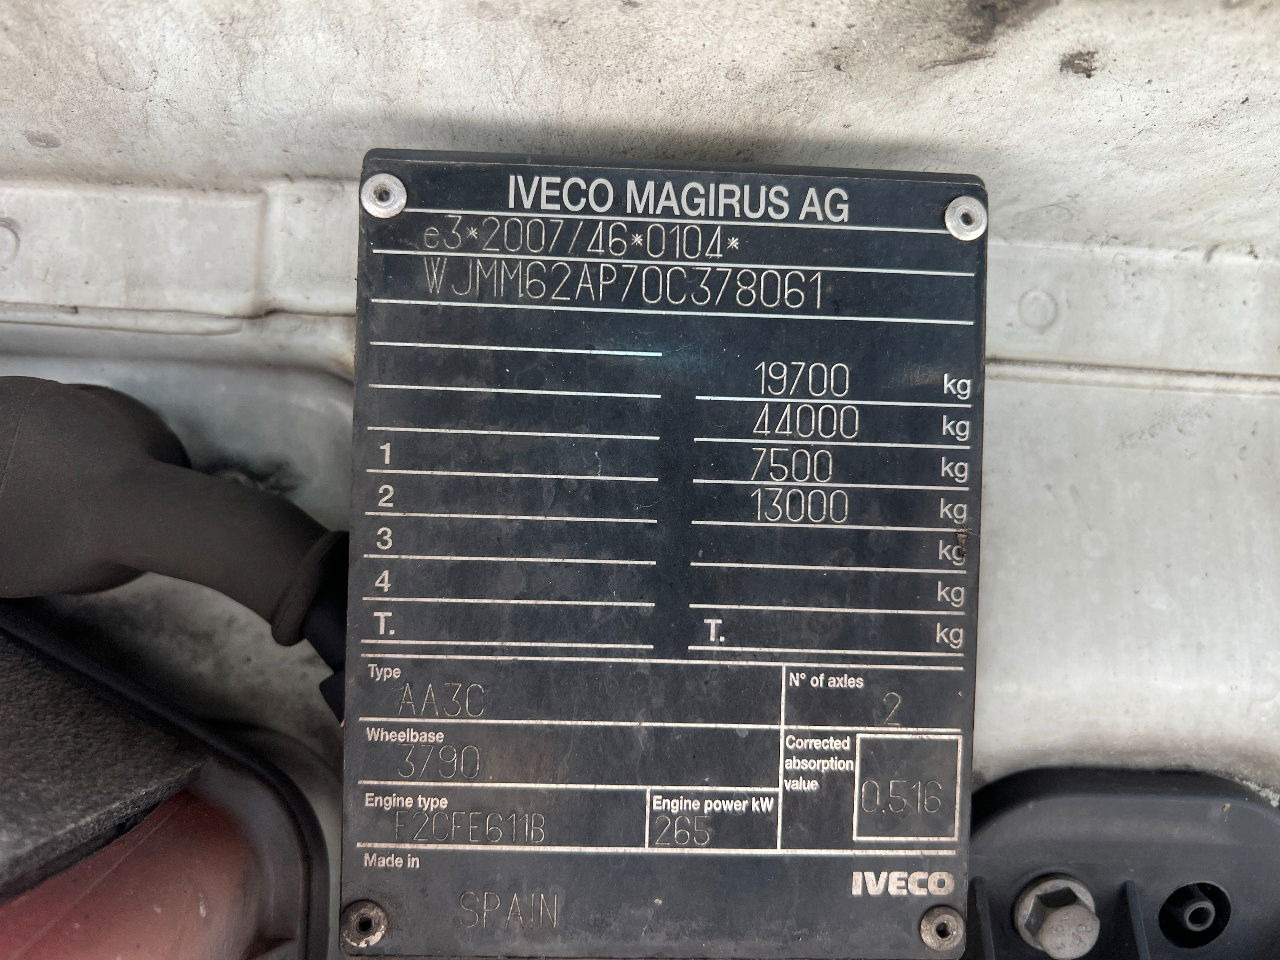 IVECO MAGIRUS AG
e3*2007/46*0104*
WJMM62AP70C378061
19700 kg
44000 kg
1 7500 kg
2 13000 kg
3 kg
4 kg
T. T. kg
Type
AA3C
N° of axles
2
Wheelbase
3790
Corrected absorption value
0.516
Engine type
F2CFE611B
Engine power kW
265
Made in
SPAIN
IVECO